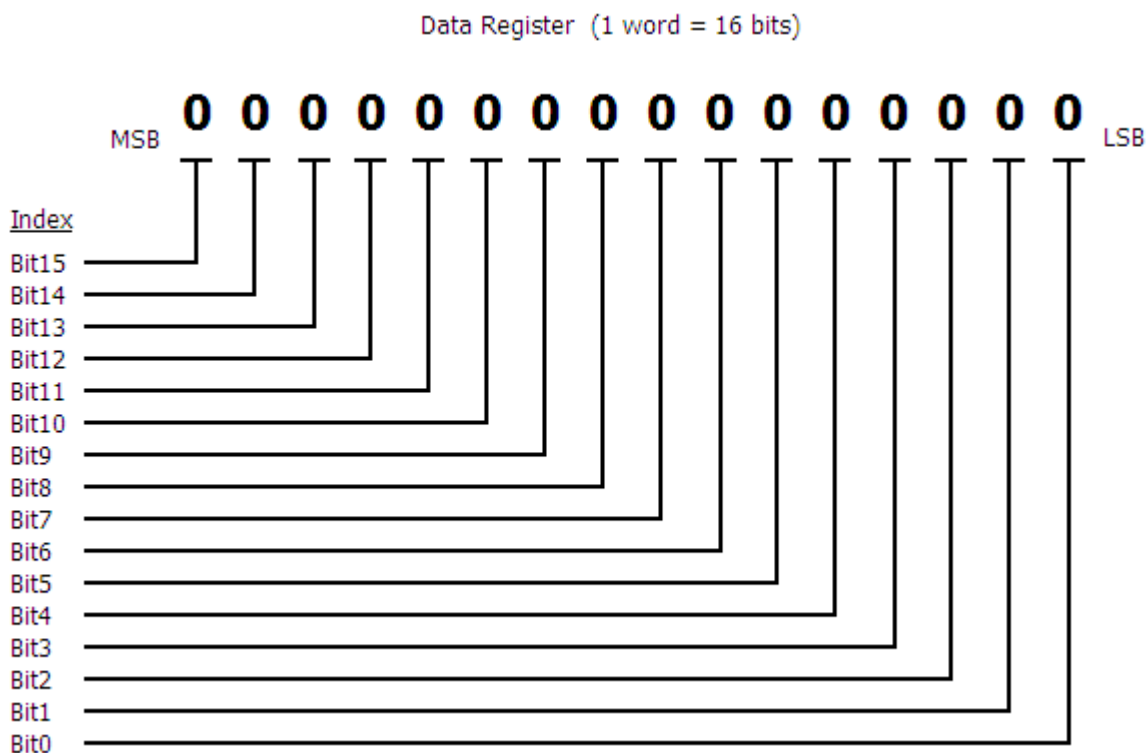 Data Register (1 word = 16 bits)
MSB 0 0 0 0 0 0 0 0 0 0 0 0 0 0 0 0 LSB
Index
Bit15
Bit14
Bit13
Bit12
Bit11
Bit10
Bit9
Bit8
Bit7
Bit6
Bit5
Bit4
Bit3
Bit2
Bit1
Bit0